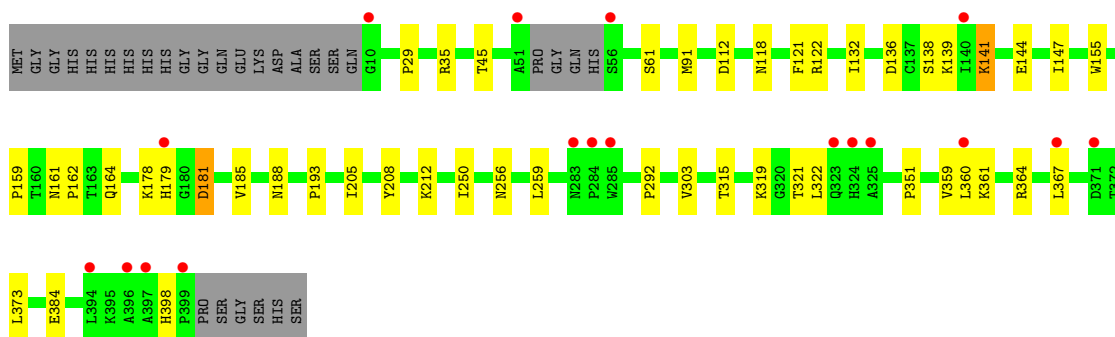 MET GLY GLY HIS HIS HIS HIS HIS HIS GLY GLY GLN GLU LYS ASP ALA SER SER GLN G10 P29 R35 T45 A51 PRO GLY GLN HIS S56 S61 M91 D112 N118 F121 R122 I132 D136 C137 S138 K139 I140 K141 E144 I147 W155
P159 T160 N161 P162 T163 Q164 K178 H179 G180 D181 V185 N188 P193 I205 Y208 K212 I250 N256 L259 N283 P284 W285 P292 V303 T315 K319 G320 T321 L322 Q323 H324 A325 P351 V359 L360 K361 R364 L367 D371 T372
L373 E384 L394 K395 A396 A397 H398 P399 PRO SER GLY SER HIS SER